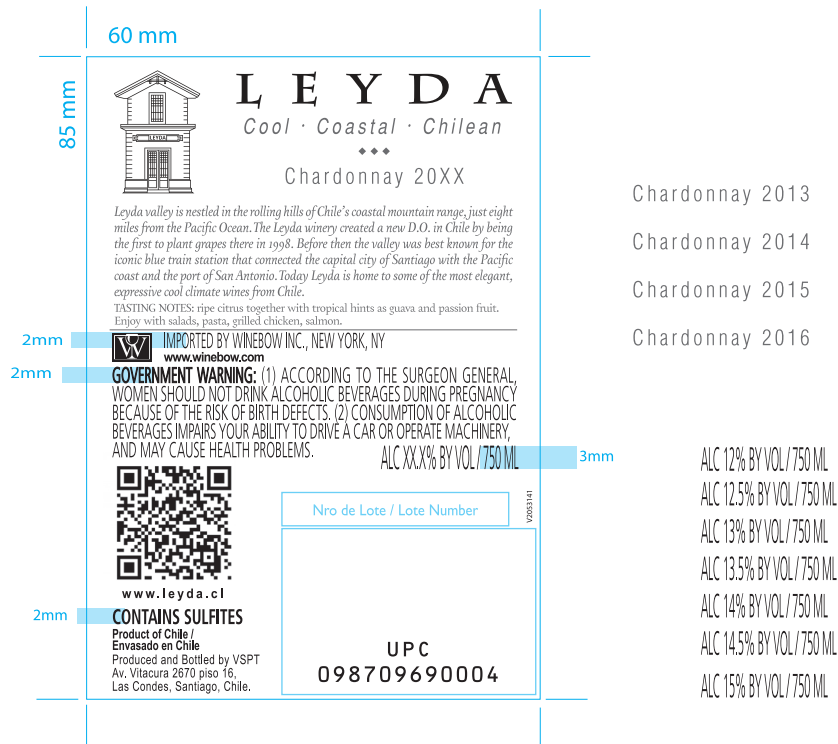 60 mm
85 mm
LEYDA
LEYDA
Cool · Coastal · Chilean
Chardonnay 20XX
Leyda valley is nestled in the rolling hills of Chile's coastal mountain range, just eight
miles from the Pacific Ocean. The Leyda winery created a new D.O. in Chile by being
the first to plant grapes there in 1998. Before then the valley was best known for the
iconic blue train station that connected the capital city of Santiago with the Pacific
coast and the port of San Antonio. Today Leyda is home to some of the most elegant,
expressive cool climate wines from Chile.
TASTING NOTES: ripe citrus together with tropical hints as guava and passion fruit.
Enjoy with salads, pasta, grilled chicken, salmon.
2mm
W
IMPORTED BY WINEBOW INC., NEW YORK, NY
www.winebow.com
2mm
GOVERNMENT WARNING: (1) ACCORDING TO THE SURGEON GENERAL,
WOMEN SHOULD NOT DRINK ALCOHOLIC BEVERAGES DURING PREGNANCY
BECAUSE OF THE RISK OF BIRTH DEFECTS. (2) CONSUMPTION OF ALCOHOLIC
BEVERAGES IMPAIRS YOUR ABILITY TO DRIVE A CAR OR OPERATE MACHINERY,
AND MAY CAUSE HEALTH PROBLEMS.
ALC XX.X% BY VOL / 750 ML
3mm
Nro de Lote / Lote Number
V2053141
www.leyda.cl
2mm
CONTAINS SULFITES
Product of Chile /
Envasado en Chile
Produced and Bottled by VSPT
Av. Vitacura 2670 piso 16,
Las Condes, Santiago, Chile.
UPC
098709690004
Chardonnay 2013
Chardonnay 2014
Chardonnay 2015
Chardonnay 2016
ALC 12% BY VOL / 750 ML
ALC 12.5% BY VOL / 750 ML
ALC 13% BY VOL / 750 ML
ALC 13.5% BY VOL / 750 ML
ALC 14% BY VOL / 750 ML
ALC 14.5% BY VOL / 750 ML
ALC 15% BY VOL / 750 ML